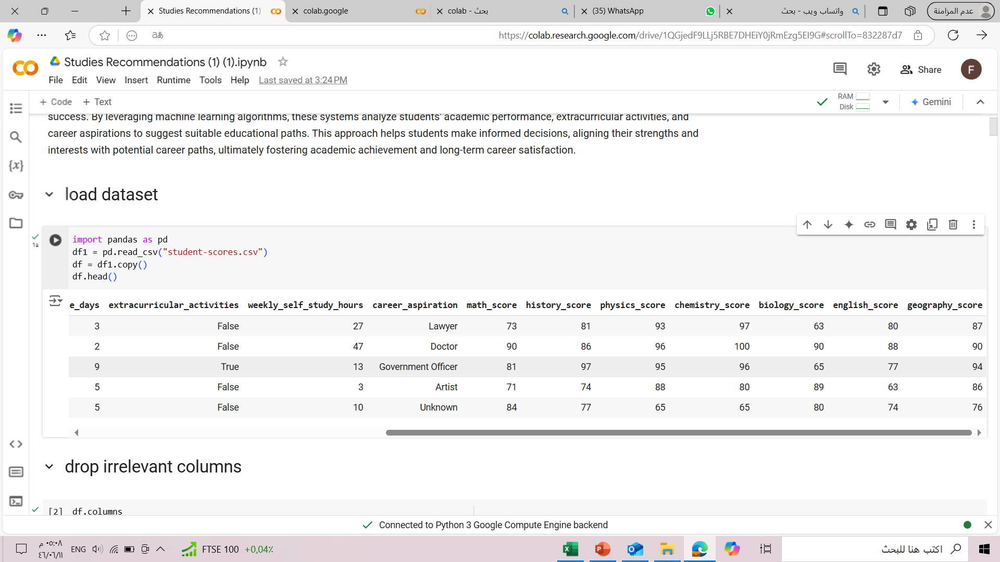 Studies Recommendations (1)
colab.google
بحث - colab
(35) WhatsApp
واتساب ويب - بحث
عدم المزامنة
https://colab.research.google.com/drive/1QGjedF9LLj5RBE7DHEiY0jRmEzg5EI9G#scrollTo=832287d7
Studies Recommendations (1) (1).ipynb
Share
F
File Edit View Insert Runtime Tools Help Last saved at 3:24 PM
+ Code + Text
RAM
Disk
Gemini
success. By leveraging machine learning algorithms, these systems analyze students' academic performance, extracurricular activities, and
career aspirations to suggest suitable educational paths. This approach helps students make informed decisions, aligning their strengths and
interests with potential career paths, ultimately fostering academic achievement and long-term career satisfaction.
load dataset
1s
import pandas as pd
df1 = pd.read_csv("student-scores.csv")
df = df1.copy()
df.head()
e_days extracurricular_activities weekly_self_study_hours career_aspiration math_score history_score physics_score chemistry_score biology_score english_score geography_score
3 False 27 Lawyer 73 81 93 97 63 80 87
2 False 47 Doctor 90 86 96 100 90 88 90
9 True 13 Government Officer 81 97 95 96 65 77 94
5 False 3 Artist 71 74 88 80 89 63 86
5 False 10 Unknown 84 77 65 65 80 74 76
drop irrelevant columns
[2] df.columns
Connected to Python 3 Google Compute Engine backend
٠٥:٠٨ م
٤٦/٠٦/١١
ENG
FTSE 100 +0,04٪
اكتب هنا للبحث